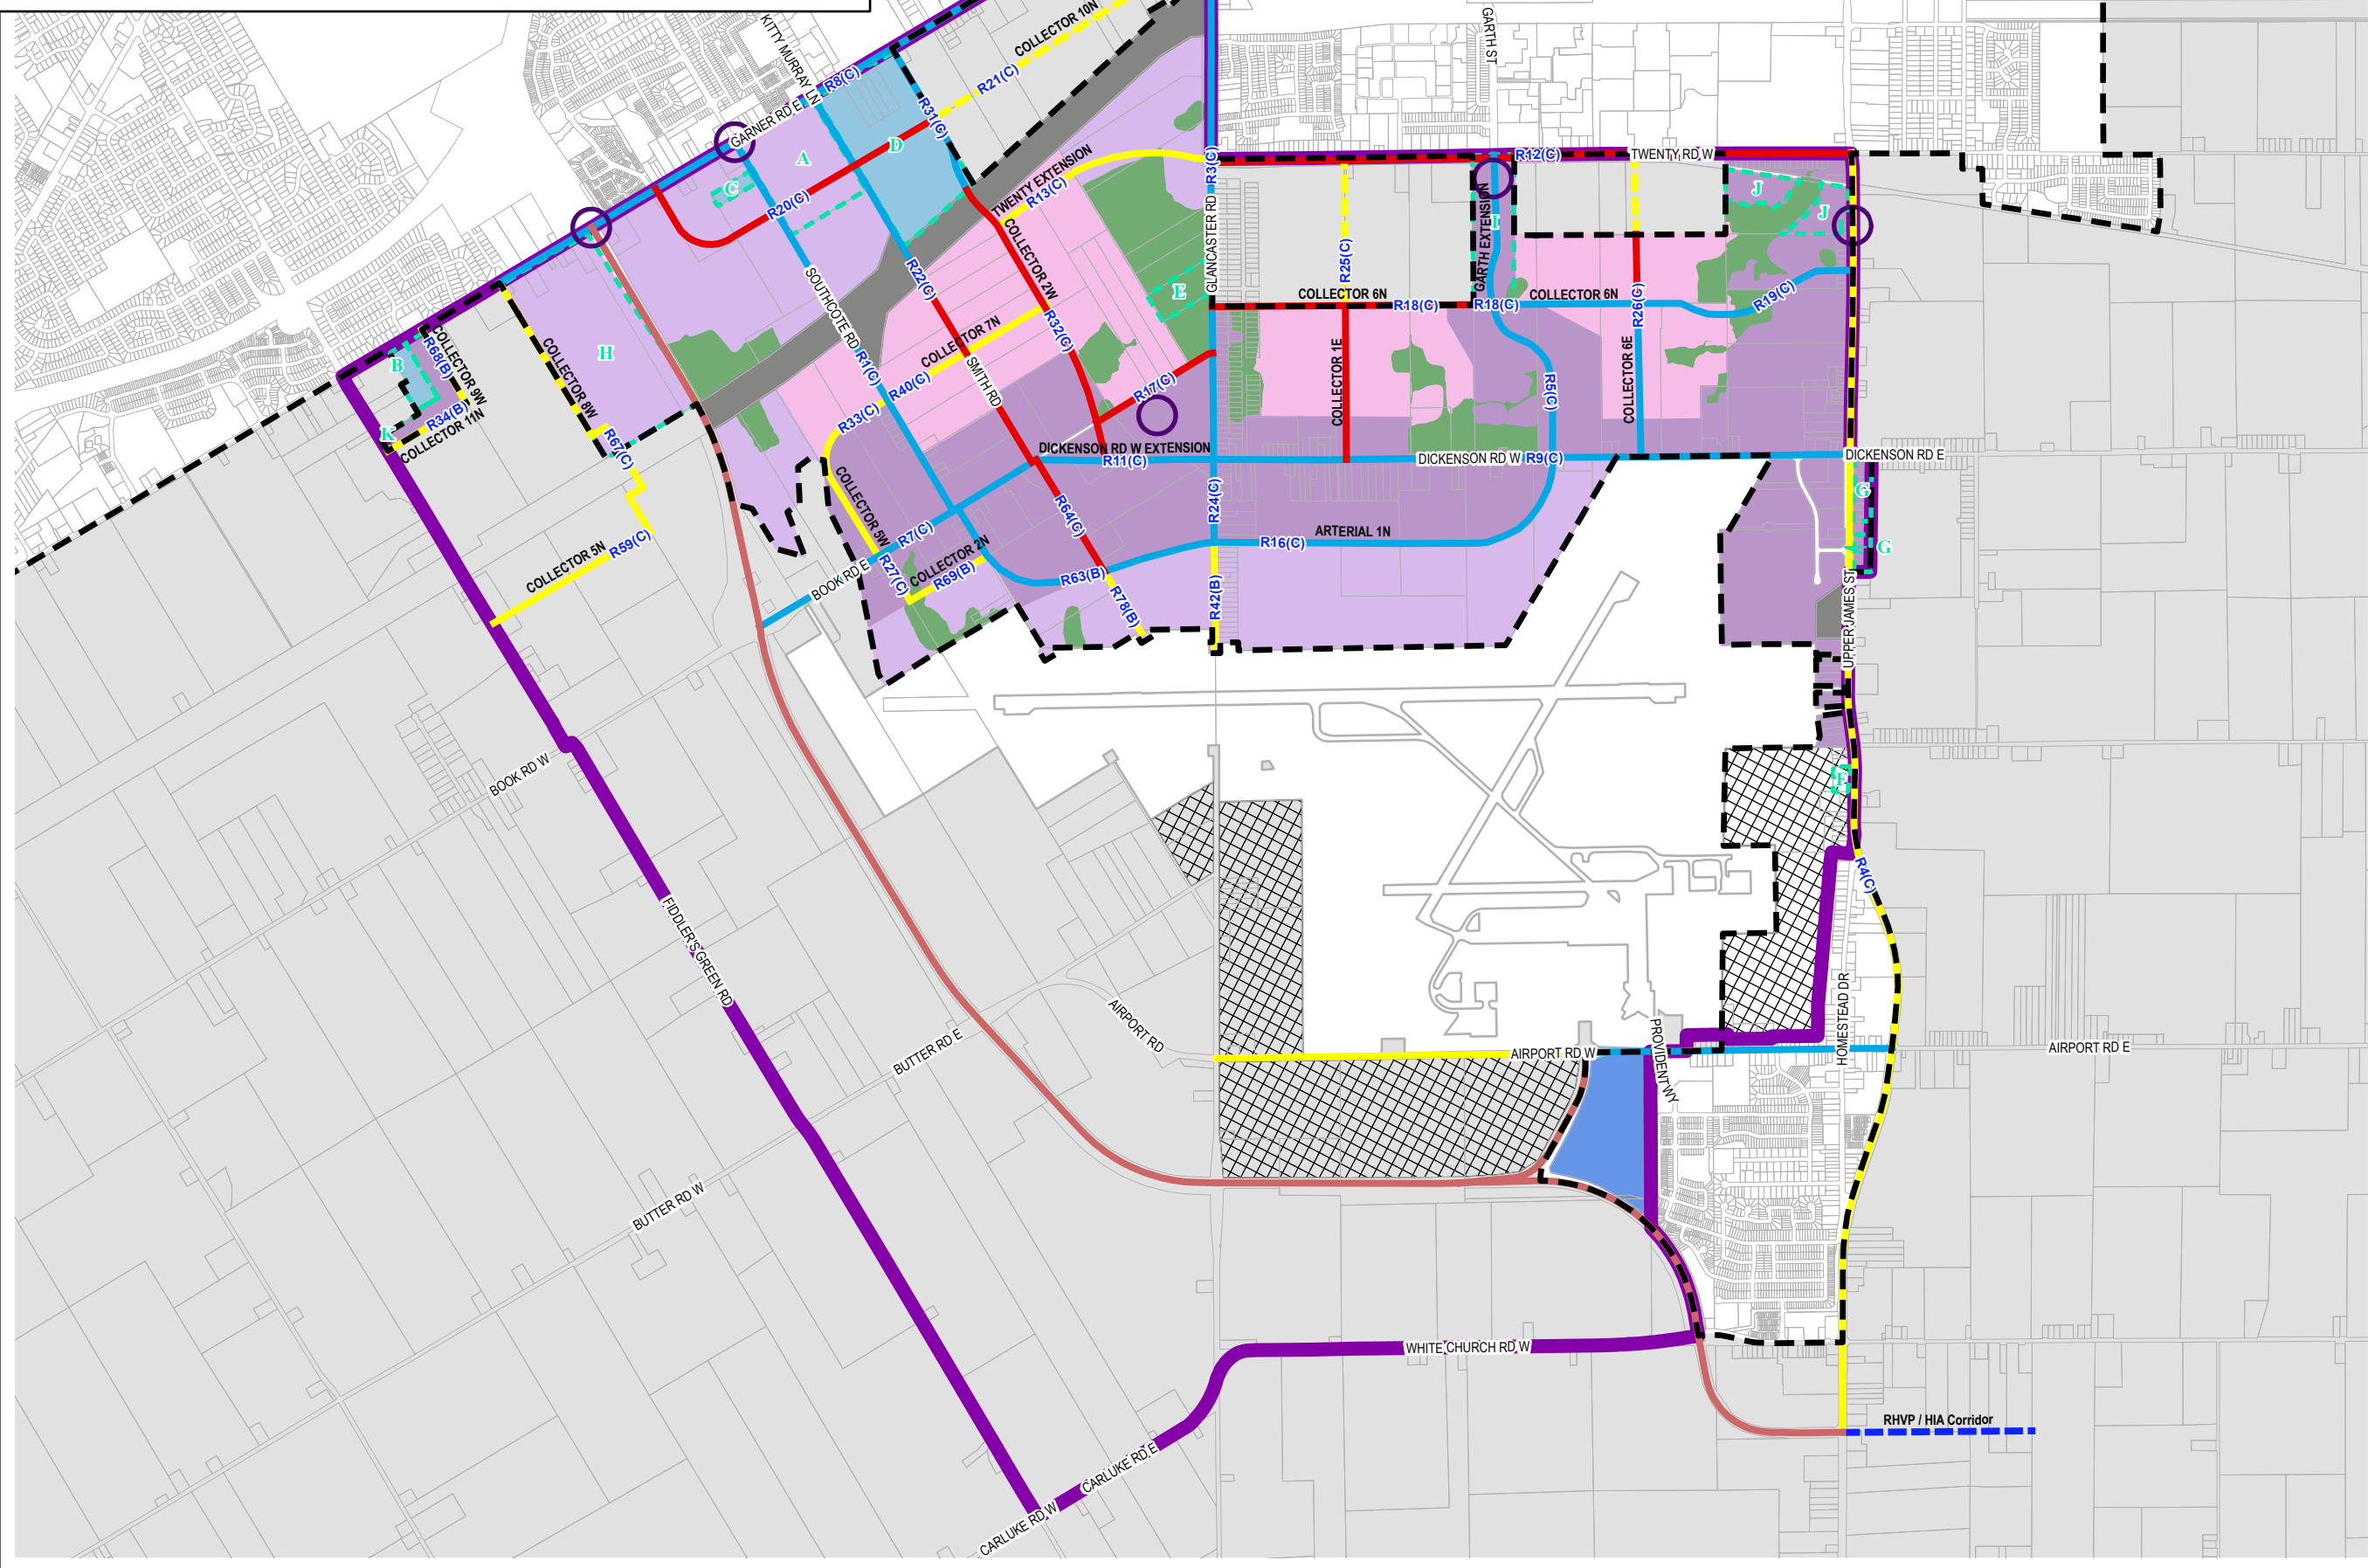 KITTY MURRAY LN
COLLECTOR 10N
GARTH ST
R8(C)
R21(C)
GARNER RD E
R31(C)
A
D
C
R3(C)
R12(C)
TWENTY RD W
TWENTY EXTENSION
R13(C)
R20(C)
GLANCASTER RD
GARTH EXTENSION
I
J
J
COLLECTOR 2W
SOUTHCOTE RD
R22(C)
E
R25(C)
COLLECTOR 6N
R18(C)
R18(C)
COLLECTOR 6N
R26(C)
R19(C)
R32(C)
COLLECTOR 7N
H
COLLECTOR 9W
R68(B)
B
COLLECTOR 8W
R1(C)
SMITH RD
R40(C)
R17(C)
COLLECTOR 1E
R5(C)
COLLECTOR 6E
R33(C)
R34(B)
COLLECTOR 11N
K
R67(C)
DICKENSON RD W EXTENSION
R11(C)
DICKENSON RD W
R9(C)
DICKENSON RD E
COLLECTOR 5W
R24(C)
G
R64(C)
R7(C)
ARTERIAL 1N
R16(C)
G
COLLECTOR 5N
R59(C)
BOOK RD E
R27(C)
COLLECTOR 2N
R69(B)
R63(B)
R78(B)
R42(B)
UPPER JAMES ST
BOOK RD W
F
R4(C)
FIDDLER'S GREEN RD
AIRPORT RD
BUTTER RD E
AIRPORT RD W
PROVIDENT WY
HOMESTEAD DR
AIRPORT RD E
BUTTER RD W
WHITE CHURCH RD W
RHVP / HIA Corridor
CARLUKE RD E
CARLUKE RD W